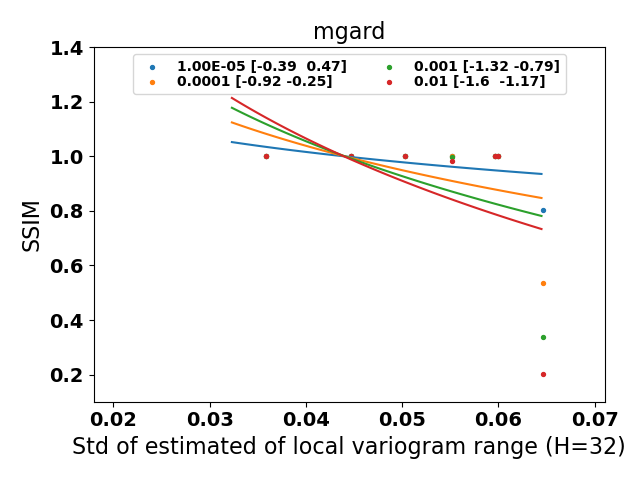 mgard
1.00E-05 [-0.39  0.47]
0.0001 [-0.92 -0.25]
0.001 [-1.32 -0.79]
0.01 [-1.6  -1.17]
1.4
1.2
1.0
0.8
0.6
0.4
0.2
SSIM
0.02 0.03 0.04 0.05 0.06 0.07
Std of estimated of local variogram range (H=32)